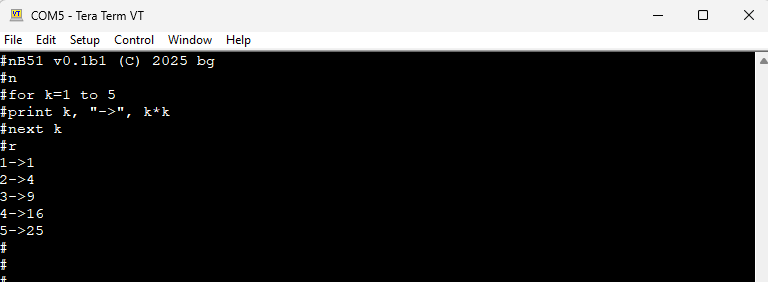 COM5 - Tera Term VT
File Edit Setup Control Window Help
#nB51 v0.1b1 (C) 2025 bg
#n
#for k=1 to 5
#print k, "->", k*k
#next k
#r
1->1
2->4
3->9
4->16
5->25
#
#
#